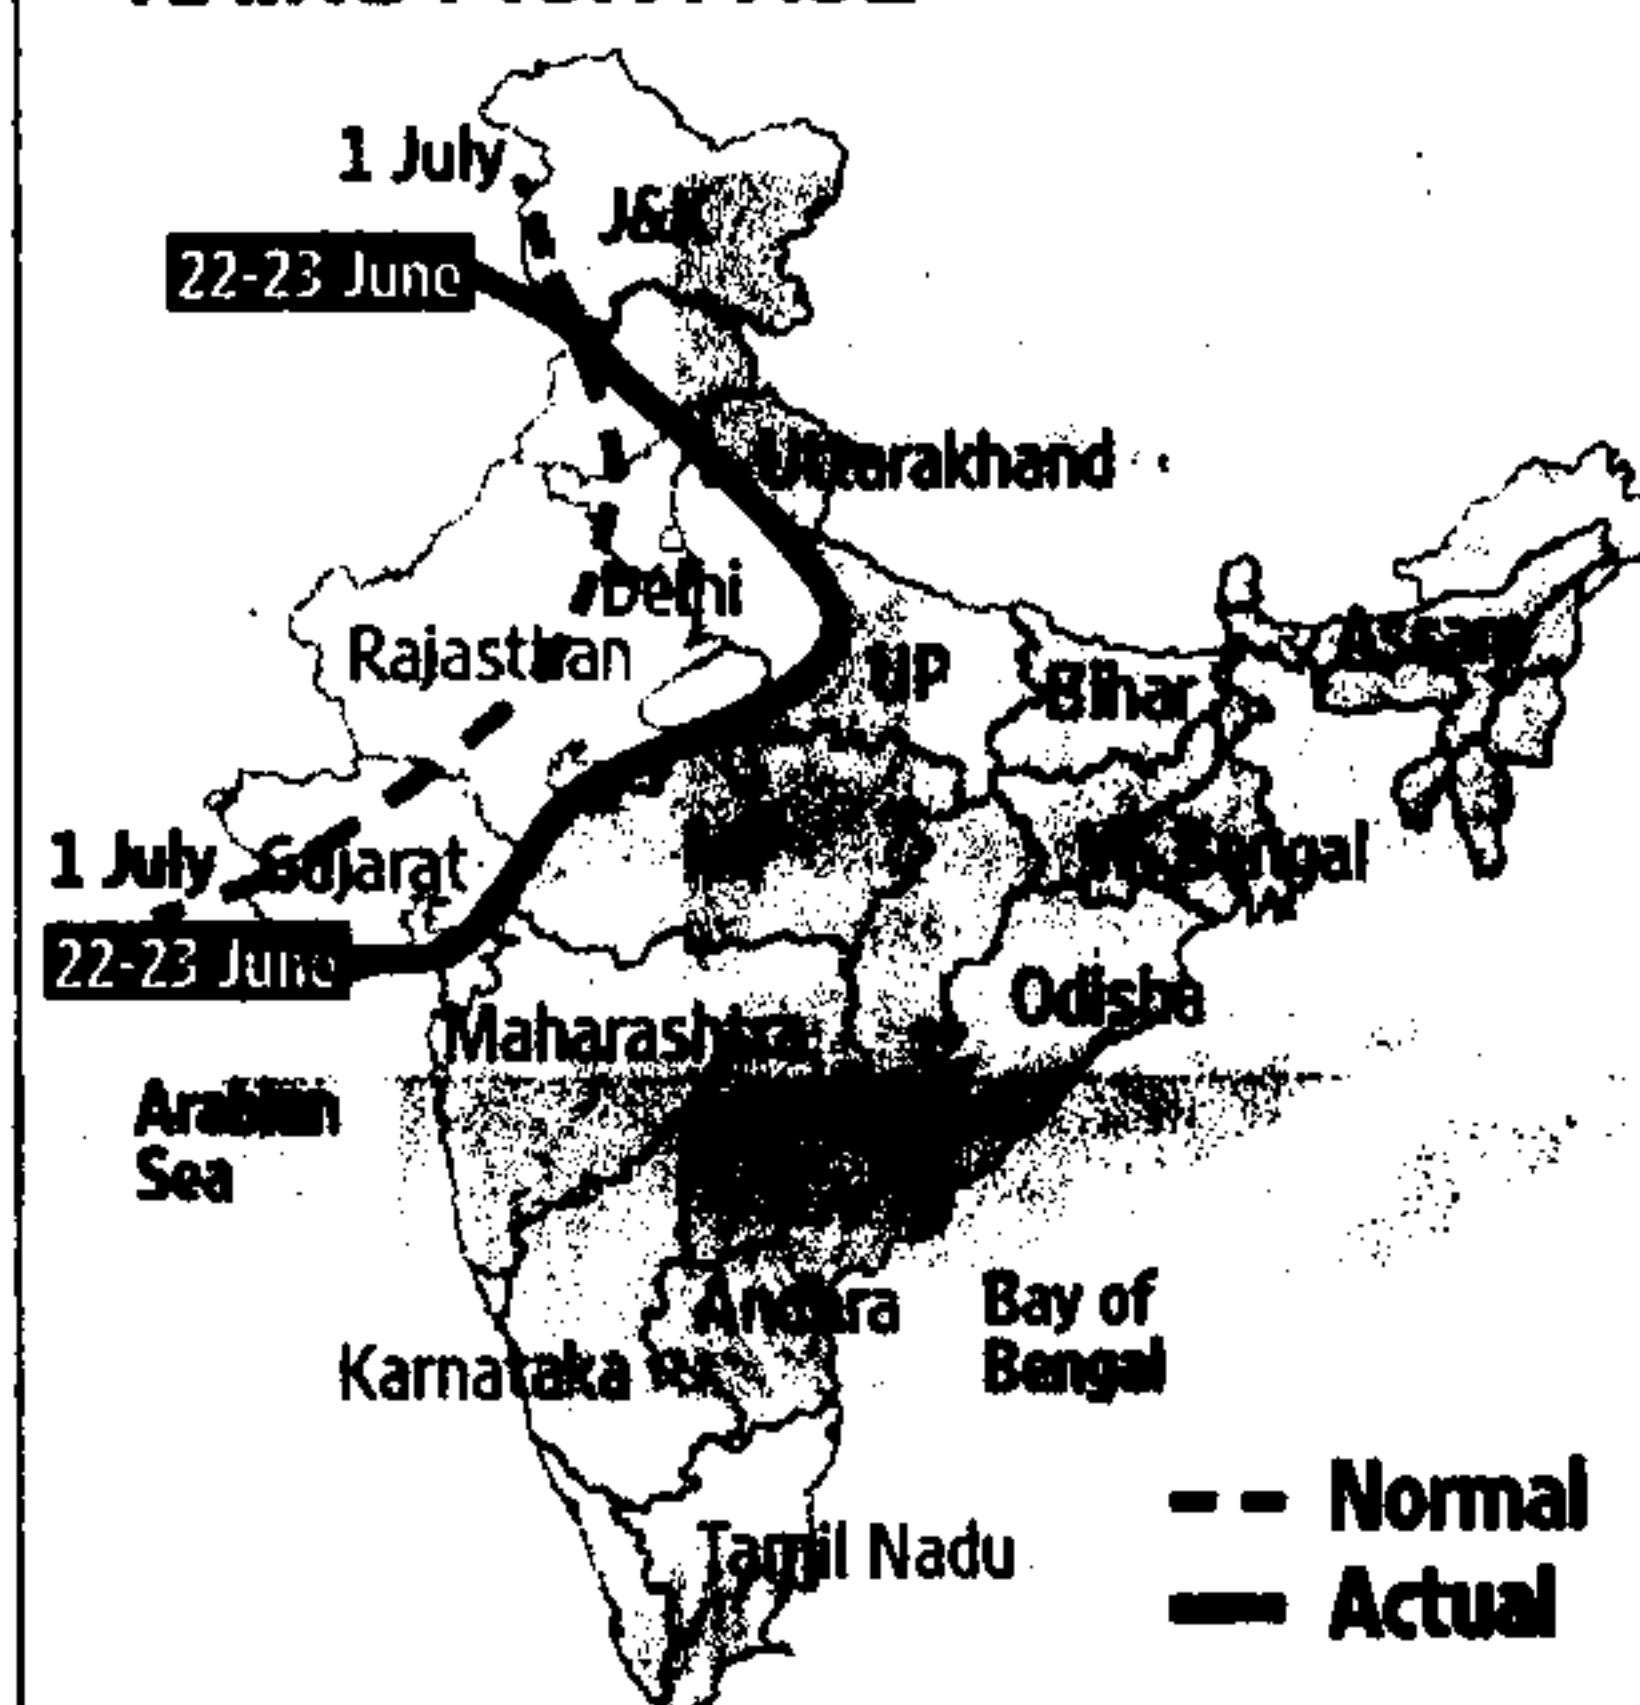 1 July
J&K
22-23 June
Uttarakhand
Delhi
Rajasthan
UP
Bihar
Assam
1 July
Gujarat
Bengal
22-23 June
Odisha
Maharashtra
Arabian
Sea
Andhra
Bay of
Bengal
Karnataka
Normal
Tamil Nadu
Actual